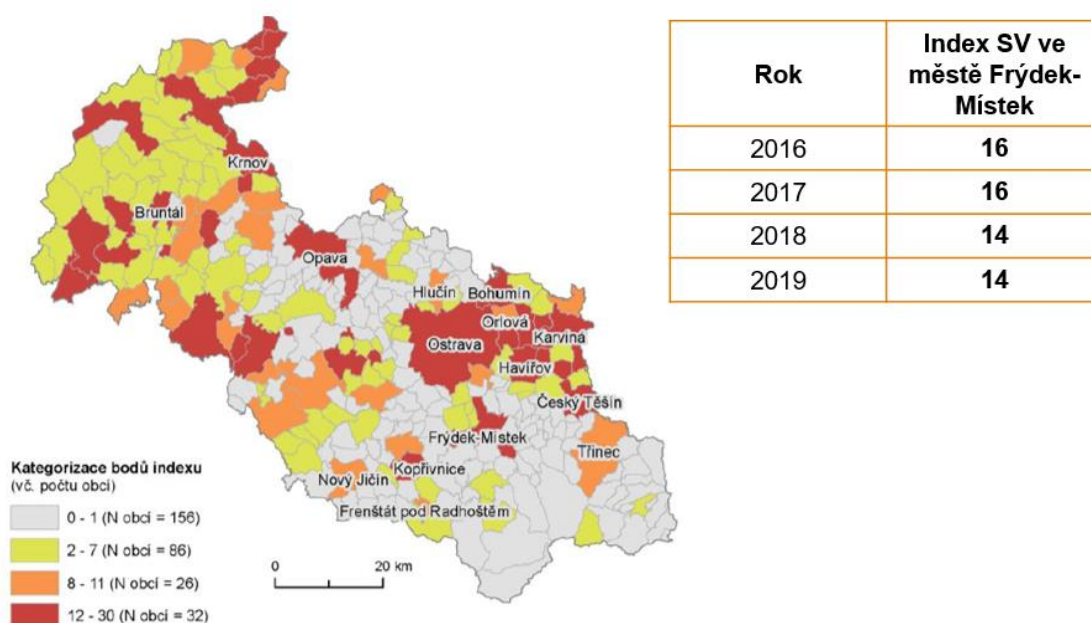 Krnov
Bruntál
Opava
Hlučín
Bohumín
Orlová
Karviná
Ostrava
Havířov
Český Těšín
Frýdek-Místek
Třinec
Kopřivnice
Nový Jičín
Frenštát pod Radhoštěm
Kategorizace bodů indexu
(vč. počtu obcí)
0 - 1 (N obcí = 156)
2 - 7 (N obcí = 86)
8 - 11 (N obcí = 26)
12 - 30 (N obcí = 32)
0 20 km
Rok
Index SV ve
městě Frýdek-
Místek
2016 16
2017 16
2018 14
2019 14